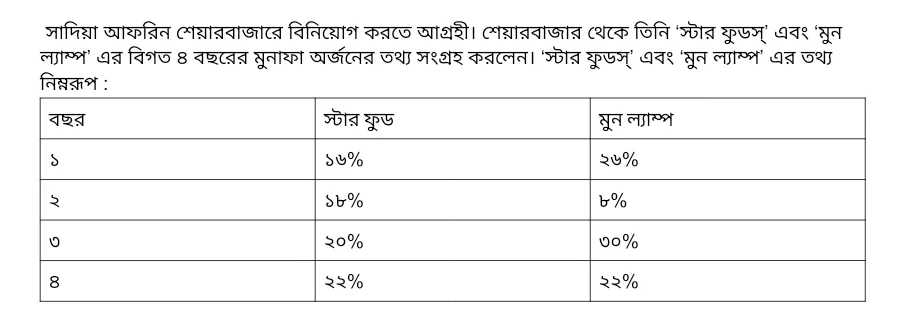 সাদিয়া আফরিন শেয়ারবাজারে বিনিয়োগ করতে আগ্রহী। শেয়ারবাজার থেকে তিনি ‘স্টার ফুডস্’ এবং ‘মুন
ল্যাম্প’ এর বিগত ৪ বছরের মুনাফা অর্জনের তথ্য সংগ্রহ করলেন। ‘স্টার ফুডস্’ এবং ‘মুন ল্যাম্প’ এর তথ্য
নিম্নরূপ :
বছর স্টার ফুড মুন ল্যাম্প
১ ১৬% ২৬%
২ ১৮% ৮%
৩ ২০% ৩০%
৪ ২২% ২২%